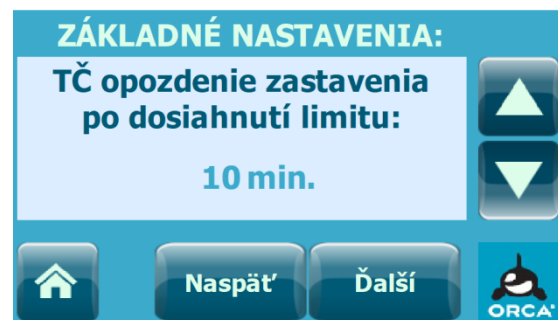 ZÁKLADNÉ NASTAVENIA:
TČ opozdenie zastavenia
po dosiahnutí limitu:
10 min.
Naspäť
Ďalší
ORCA